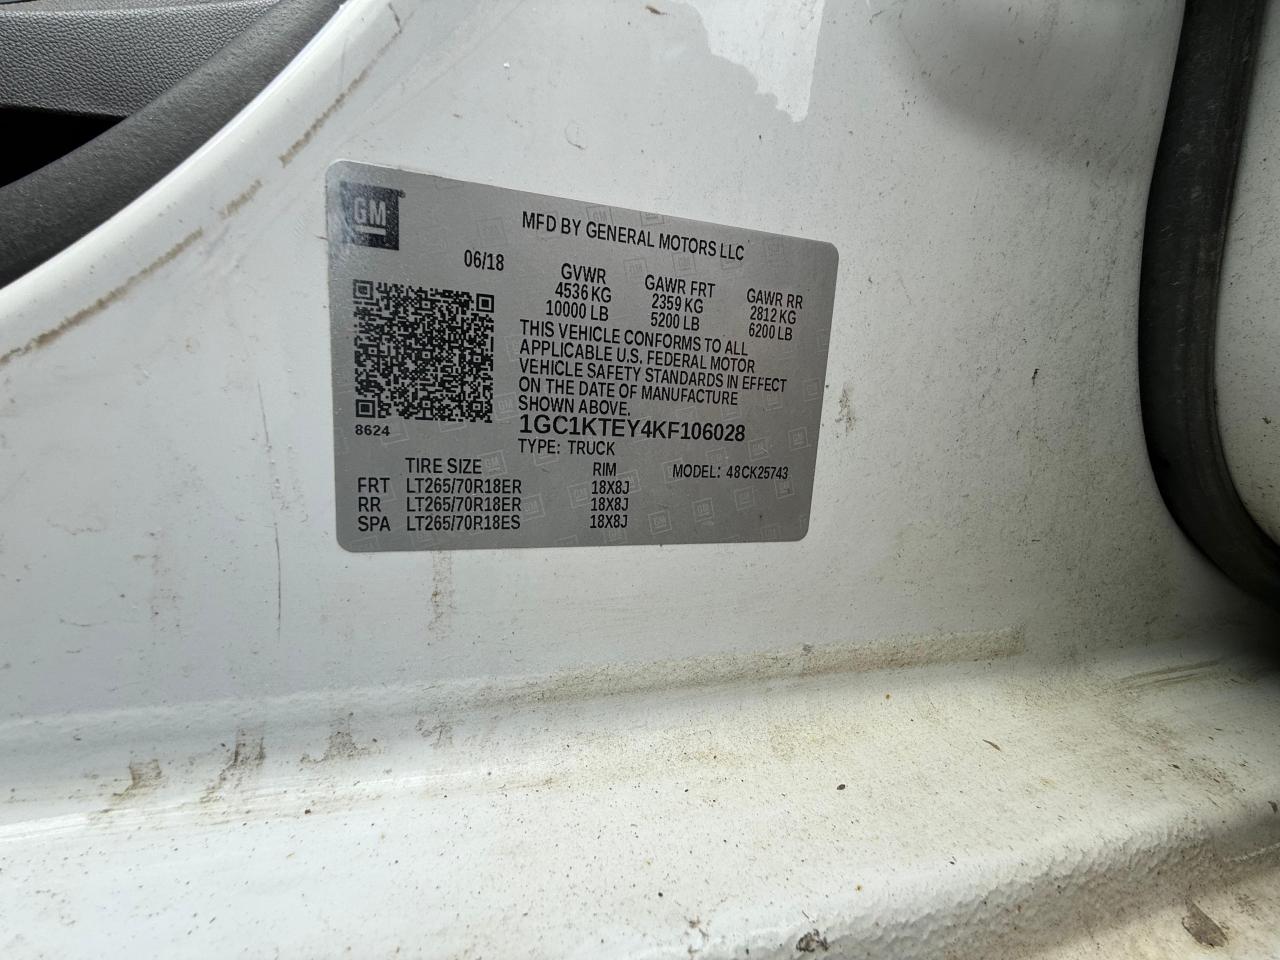 GM
MFD BY GENERAL MOTORS LLC
06/18
GVWR GAWR FRT GAWR RR
4536 KG 2359 KG 2812 KG
10000 LB 5200 LB 6200 LB
THIS VEHICLE CONFORMS TO ALL
APPLICABLE U.S. FEDERAL MOTOR
VEHICLE SAFETY STANDARDS IN EFFECT
ON THE DATE OF MANUFACTURE
SHOWN ABOVE.
8624
1GC1KTEY4KF106028
TYPE: TRUCK
TIRE SIZE RIM MODEL: 48CK25743
FRT LT265/70R18ER 18X8J
RR LT265/70R18ER 18X8J
SPA LT265/70R18ES 18X8J